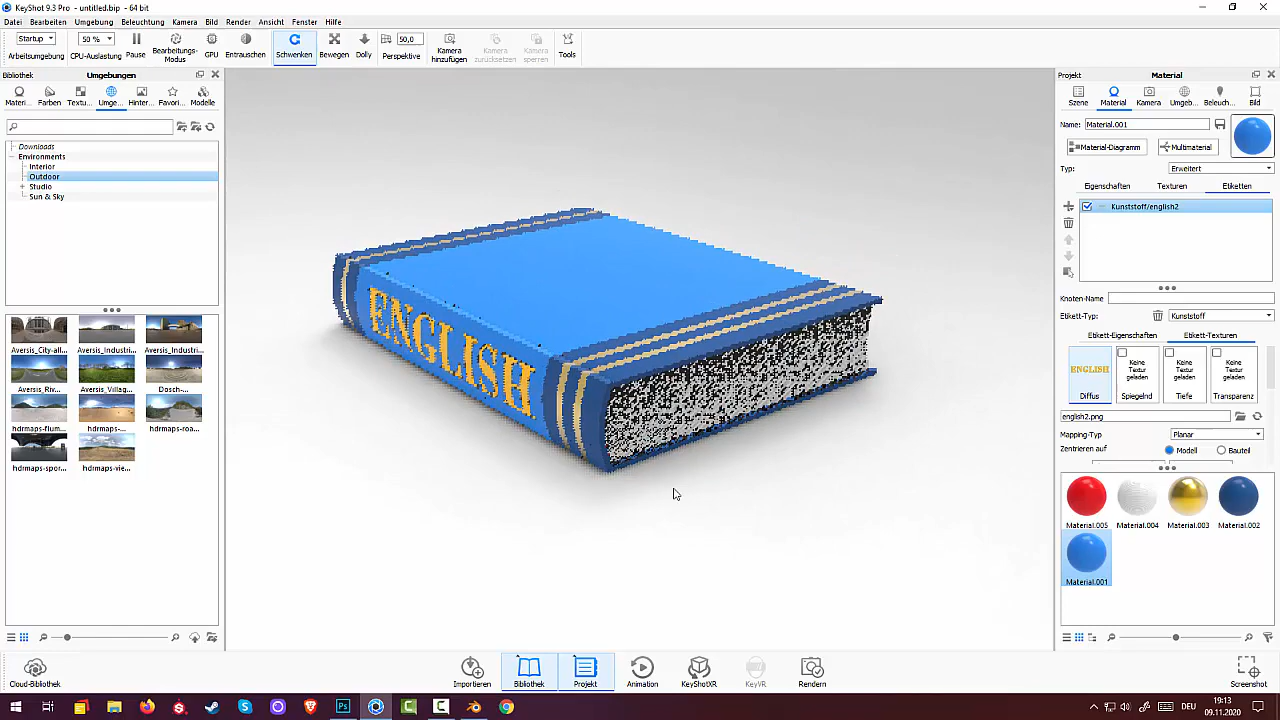 KeyShot 9.3 Pro - untitled.bip - 64 bit
Datei Bearbeiten Umgebung Beleuchtung Kamera Bild Render Ansicht Fenster Hilfe
Startup
Arbeitsumgebung
50 %
CPU-Auslastung
Pause
Bearbeitungs-
Modus
GPU
Entrauschen
Schwenken
Bewegen
Dolly
50,0
Perspektive
Kamera
hinzufügen
Kamera
zurücksetzen
Kamera
sperren
Tools
Bibliothek
Umgebungen
Materi... Farben Textu... Umge... Hinter... Favori... Modelle
Downloads
Environments
Interior
Outdoor
Studio
Sun & Sky
Aversis_City-all... Aversis_Industri... Aversis_Industri...
Aversis_Riv... Aversis_Villag... Dosch-...
hdrmaps-flum... hdrmaps-... hdrmaps-roa...
hdrmaps-spor... hdrmaps-vie...
ENGLISH
Projekt
Material
Szene Material Kamera Umgeb... Beleuch... Bild
Name: Material.001
Material-Diagramm
Multimaterial
Typ: Erweitert
Eigenschaften Texturen Etiketten
Kunststoff/english2
Knoten-Name
Etikett-Typ: Kunststoff
Etikett-Eigenschaften Etikett-Texturen
ENGLISH
Diffus
Keine
Textur
geladen
Spiegelnd
Keine
Textur
geladen
Tiefe
Keine
Textur
geladen
Transparenz
english2.png
Mapping-Typ Planar
Zentrieren auf Modell Bauteil
Material.005 Material.004 Material.003 Material.002
Material.001
Cloud-Bibliothek
Importieren
Bibliothek
Projekt
Animation
KeyShotXR
KeyVR
Rendern
Screenshot
Ps
DEU
19:13
09.11.2020